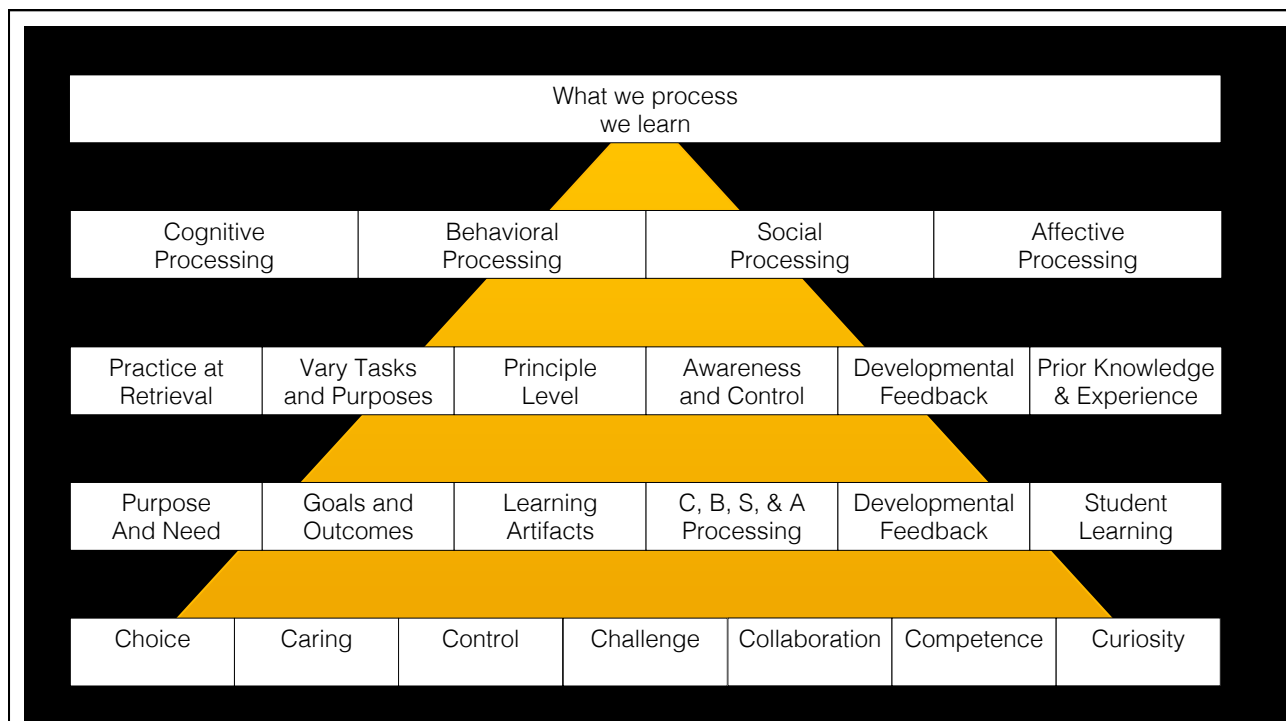 What we process
we learn
Cognitive
Processing
Behavioral
Processing
Social
Processing
Affective
Processing
Practice at
Retrieval
Vary Tasks
and Purposes
Principle
Level
Awareness
and Control
Developmental
Feedback
Prior Knowledge
& Experience
Purpose
And Need
Goals and
Outcomes
Learning
Artifacts
C, B, S, & A
Processing
Developmental
Feedback
Student
Learning
Choice
Caring
Control
Challenge
Collaboration
Competence
Curiosity